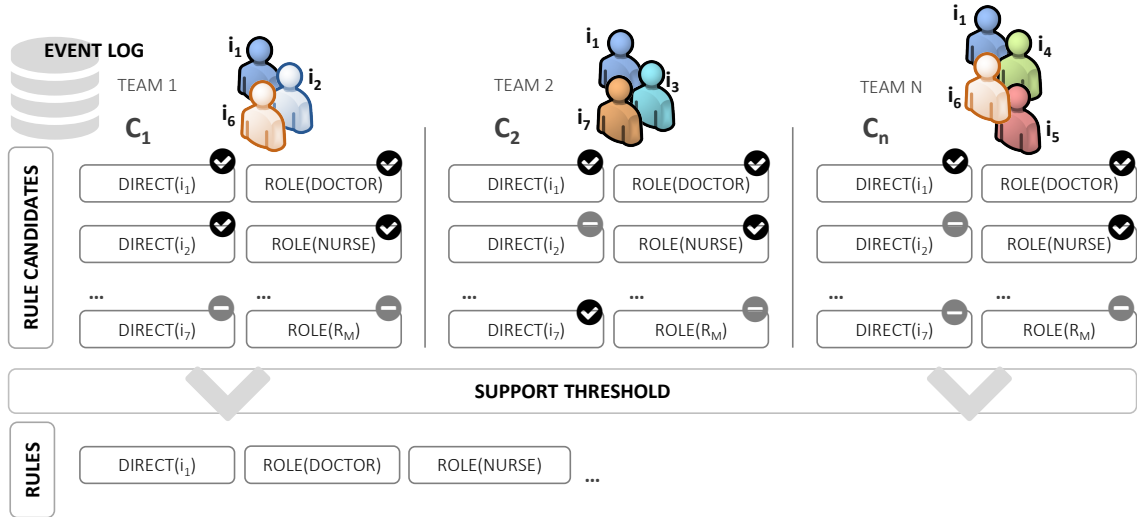 EVENT LOG
TEAM 1
C1
i1
i2
i6
TEAM 2
C2
i1
i3
i7
TEAM N
Cn
i1
i4
i6
i5
RULE CANDIDATES
DIRECT(i1) ROLE(DOCTOR) DIRECT(i1) ROLE(DOCTOR) DIRECT(i1) ROLE(DOCTOR)
DIRECT(i2) ROLE(NURSE) DIRECT(i2) ROLE(NURSE) DIRECT(i2) ROLE(NURSE)
... ... ... ... ... ...
DIRECT(i7) ROLE(RM) DIRECT(i7) ROLE(RM) DIRECT(i7) ROLE(RM)
SUPPORT THRESHOLD
RULES
DIRECT(i1) ROLE(DOCTOR) ROLE(NURSE) ...